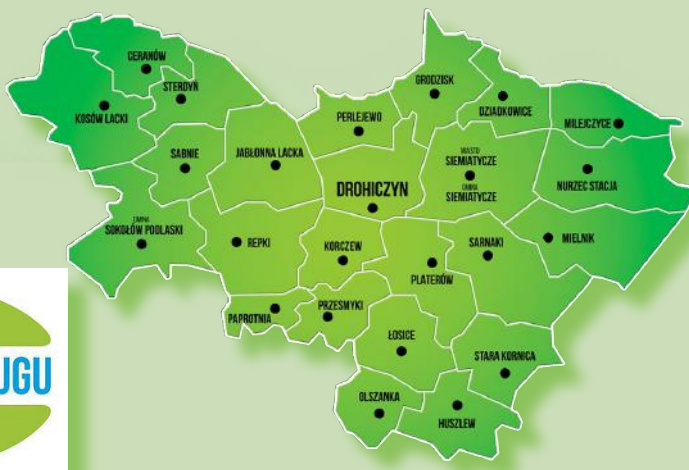 CERANÓW
STERDYŃ
KOSÓW LACKI
GRODZISK
DZIADKOWICE
PERLEJEWO
MILEJCZYCE
SABNIE
JABŁONNA LACKA
MIASTO
SIEMIATYCZE
GMINA
SIEMIATYCZE
NURZEC STACJA
DROHICZYN
GMINA
SOKOŁÓW PODLASKI
REPKI
KORCZEW
PLATERÓW
SARNAKI
MIELNIK
PAPROTNIA
PRZESMYKI
ŁOSICE
STARA KORNICA
OLSZANKA
HUSZLEW
UGU